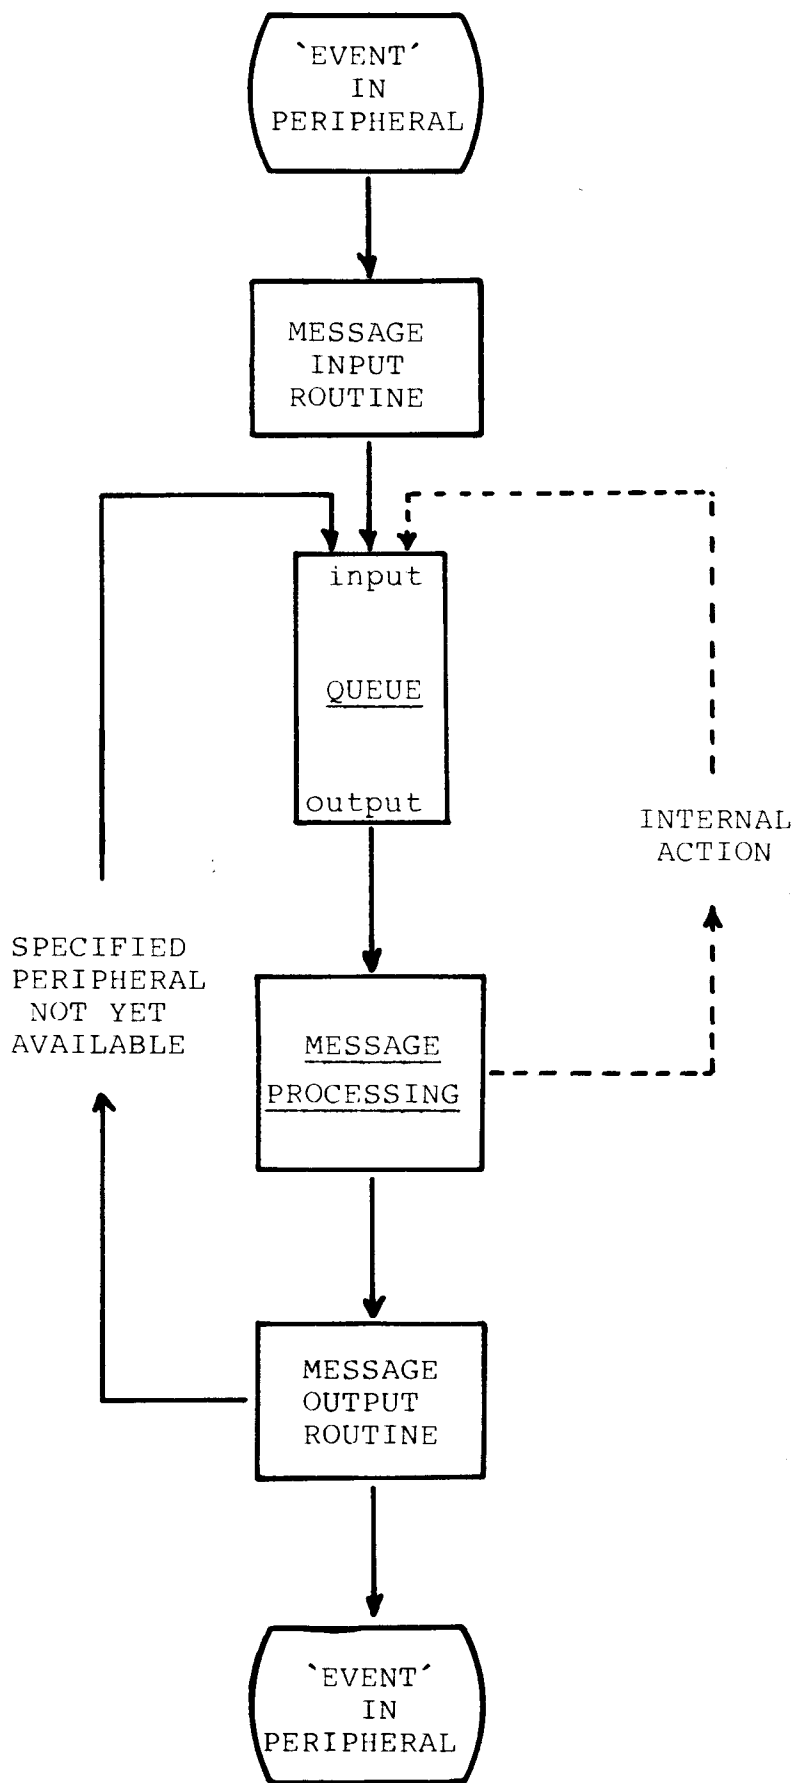 `EVENT´
IN
PERIPHERAL
MESSAGE
INPUT
ROUTINE
input
QUEUE
output
INTERNAL
ACTION
SPECIFIED
PERIPHERAL
NOT YET
AVAILABLE
MESSAGE
PROCESSING
MESSAGE
OUTPUT
ROUTINE
`EVENT´
IN
PERIPHERAL